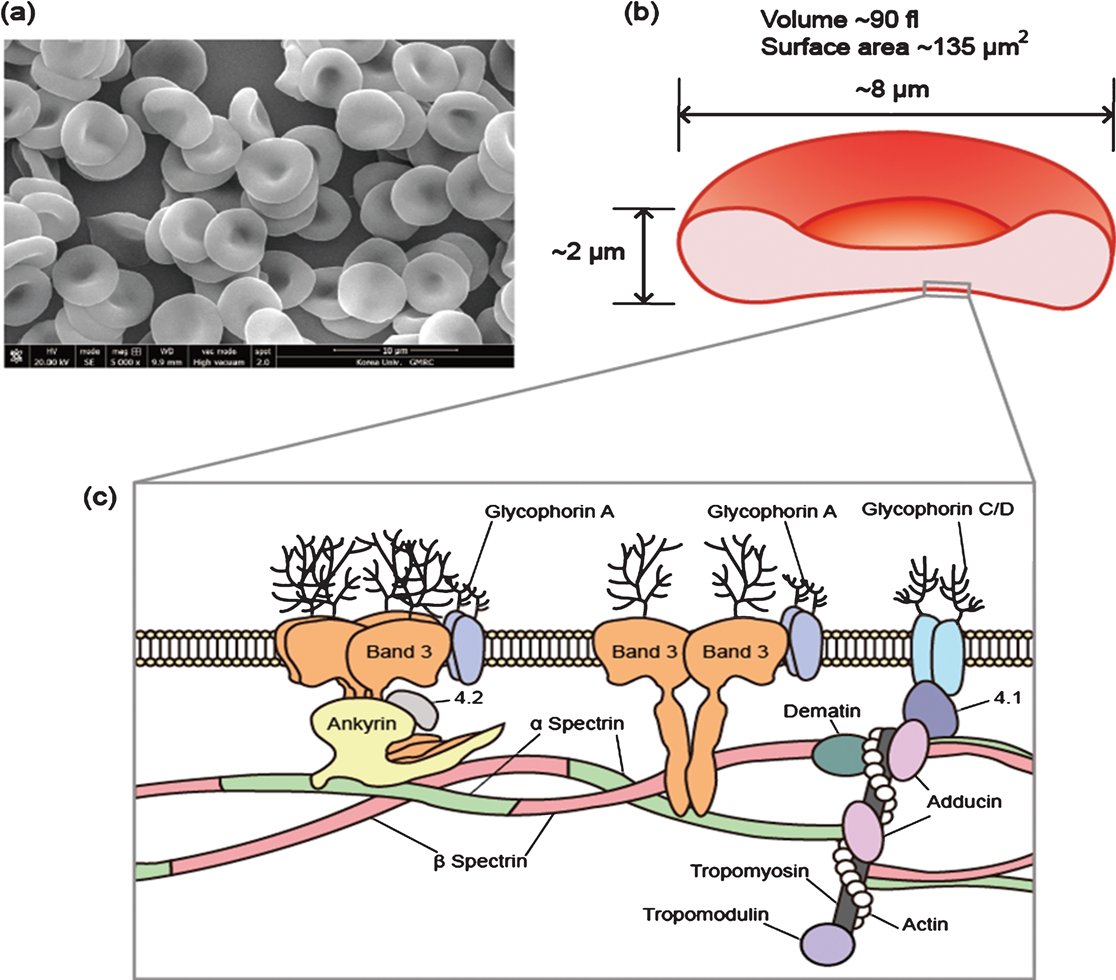 (a)
HV mode mag ⊞ WD vac mode spot
20.00 kV SE 5 000 x 9.9 mm High vacuum 2.0
10 µm
Korea Univ. GMRC
(b)
Volume ~90 fl
Surface area ~135 µm²
~8 µm
~2 µm
(c)
Glycophorin A
Glycophorin A
Glycophorin C/D
Band 3
Band 3
Band 3
4.2
4.1
Ankyrin
α Spectrin
Dematin
Adducin
β Spectrin
Tropomyosin
Tropomodulin
Actin